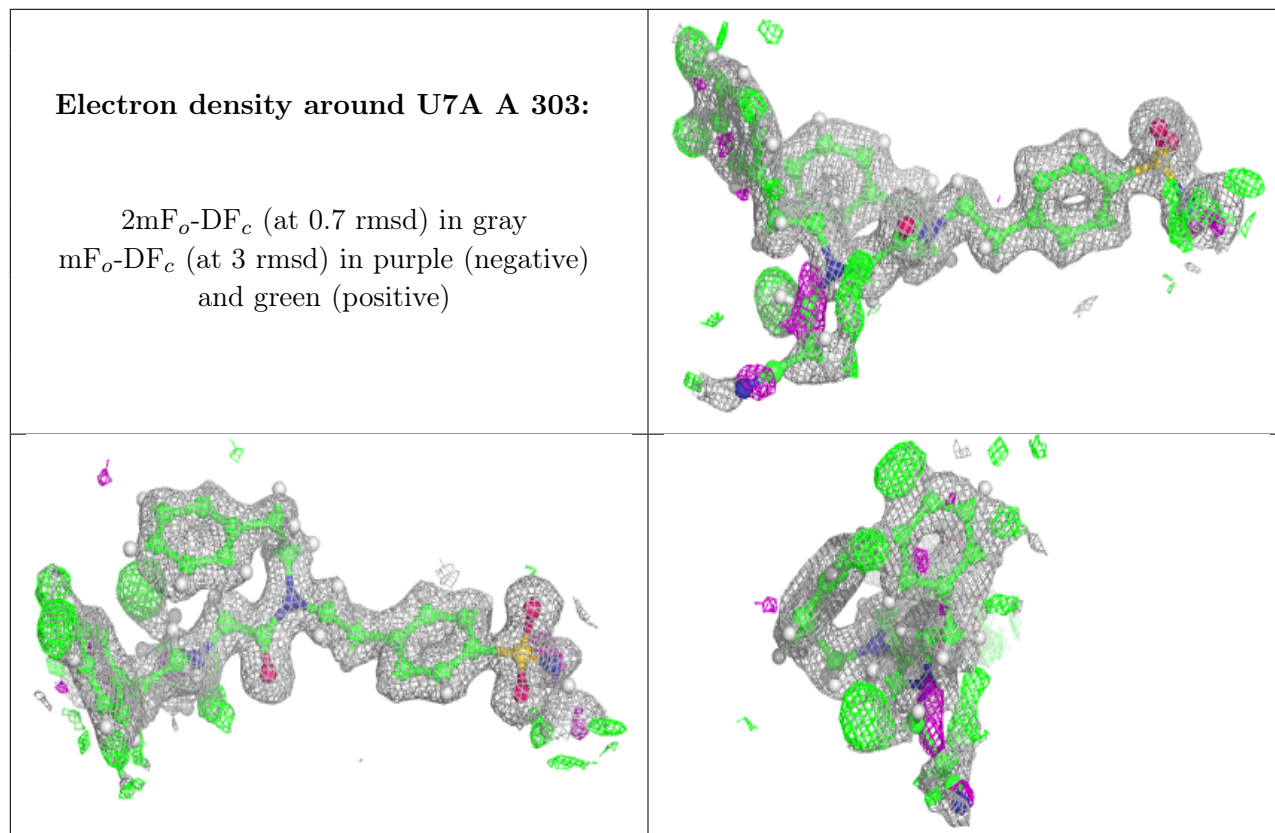 Electron density around U7A A 303:
2mFo-DFc (at 0.7 rmsd) in gray
mFo-DFc (at 3 rmsd) in purple (negative)
and green (positive)